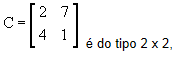 C = [2 7
4 1] é do tipo 2 x 2,